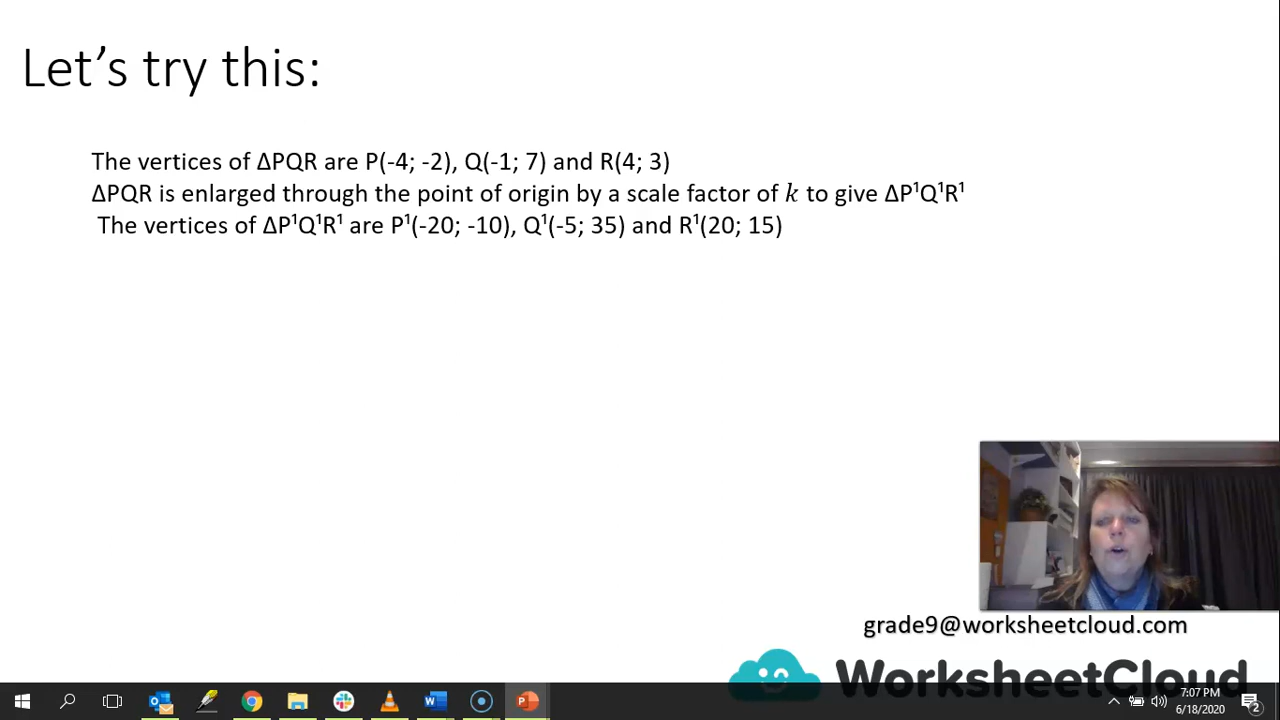 Let's try this:
The vertices of ΔPQR are P(-4; -2), Q(-1; 7) and R(4; 3)
ΔPQR is enlarged through the point of origin by a scale factor of k to give ΔP¹Q¹R¹
The vertices of ΔP¹Q¹R¹ are P¹(-20; -10), Q¹(-5; 35) and R¹(20; 15)
grade9@worksheetcloud.com
WorksheetCloud
7:07 PM
6/18/2020
2